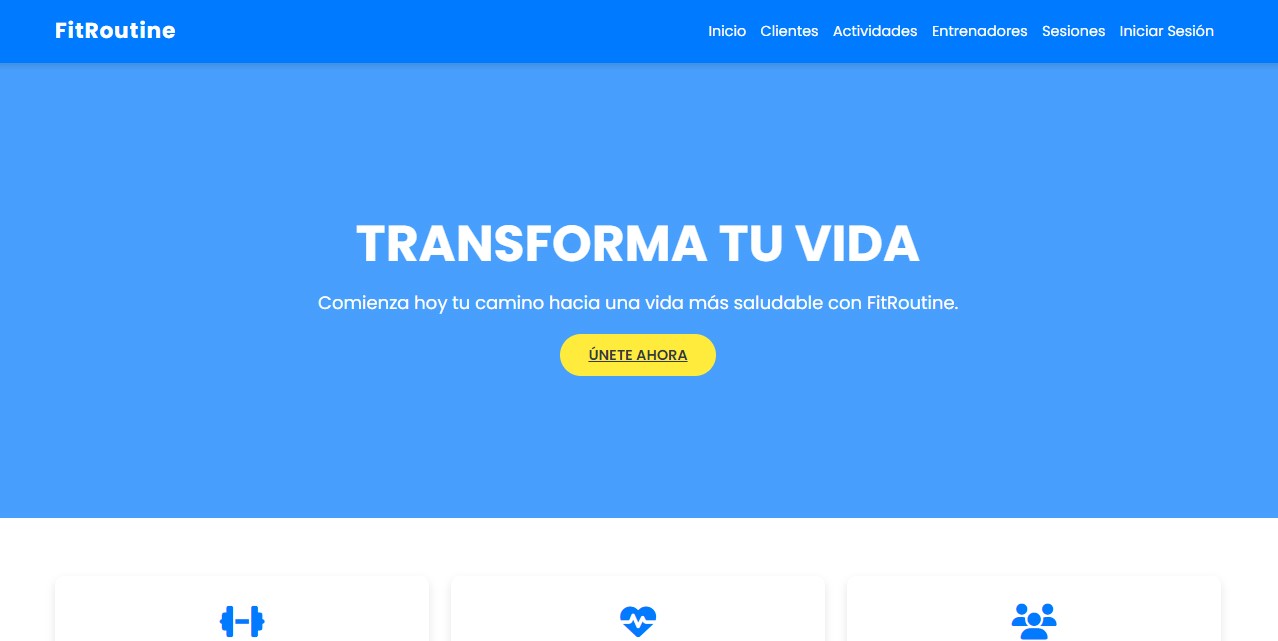 FitRoutine
Inicio Clientes Actividades Entrenadores Sesiones Iniciar Sesión
TRANSFORMA TU VIDA
Comienza hoy tu camino hacia una vida más saludable con FitRoutine.
ÚNETE AHORA